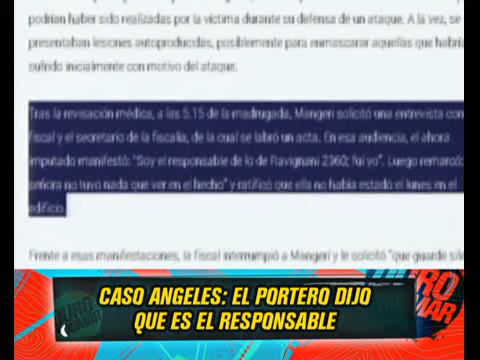 podrían haber sido realizadas por la víctima durante su defensa de un ataque. A la vez, se
presentaban lesiones autoproducidas, posiblemente para enmascarar aquellas que habría
sufrido inicialmente con motivo del ataque.
Tras la revisación médica, a las 5.15 de la madrugada, Mangeri solicitó una entrevista con
fiscal y el secretario de la fiscalía, de la cual se labró un acta. En esa audiencia, el ahora
imputado manifestó: "Soy el responsable de lo de Ravignani 2360; fui yo". Luego remarcó:
señora no tuvo nada que ver en el hecho" y ratificó que ella no había estado el lunes en el
edificio.
Frente a esas manifestaciones, la fiscal interrumpió a Mangeri y le solicitó "que guarde sile
CASO ANGELES: EL PORTERO DIJO
QUE ES EL RESPONSABLE